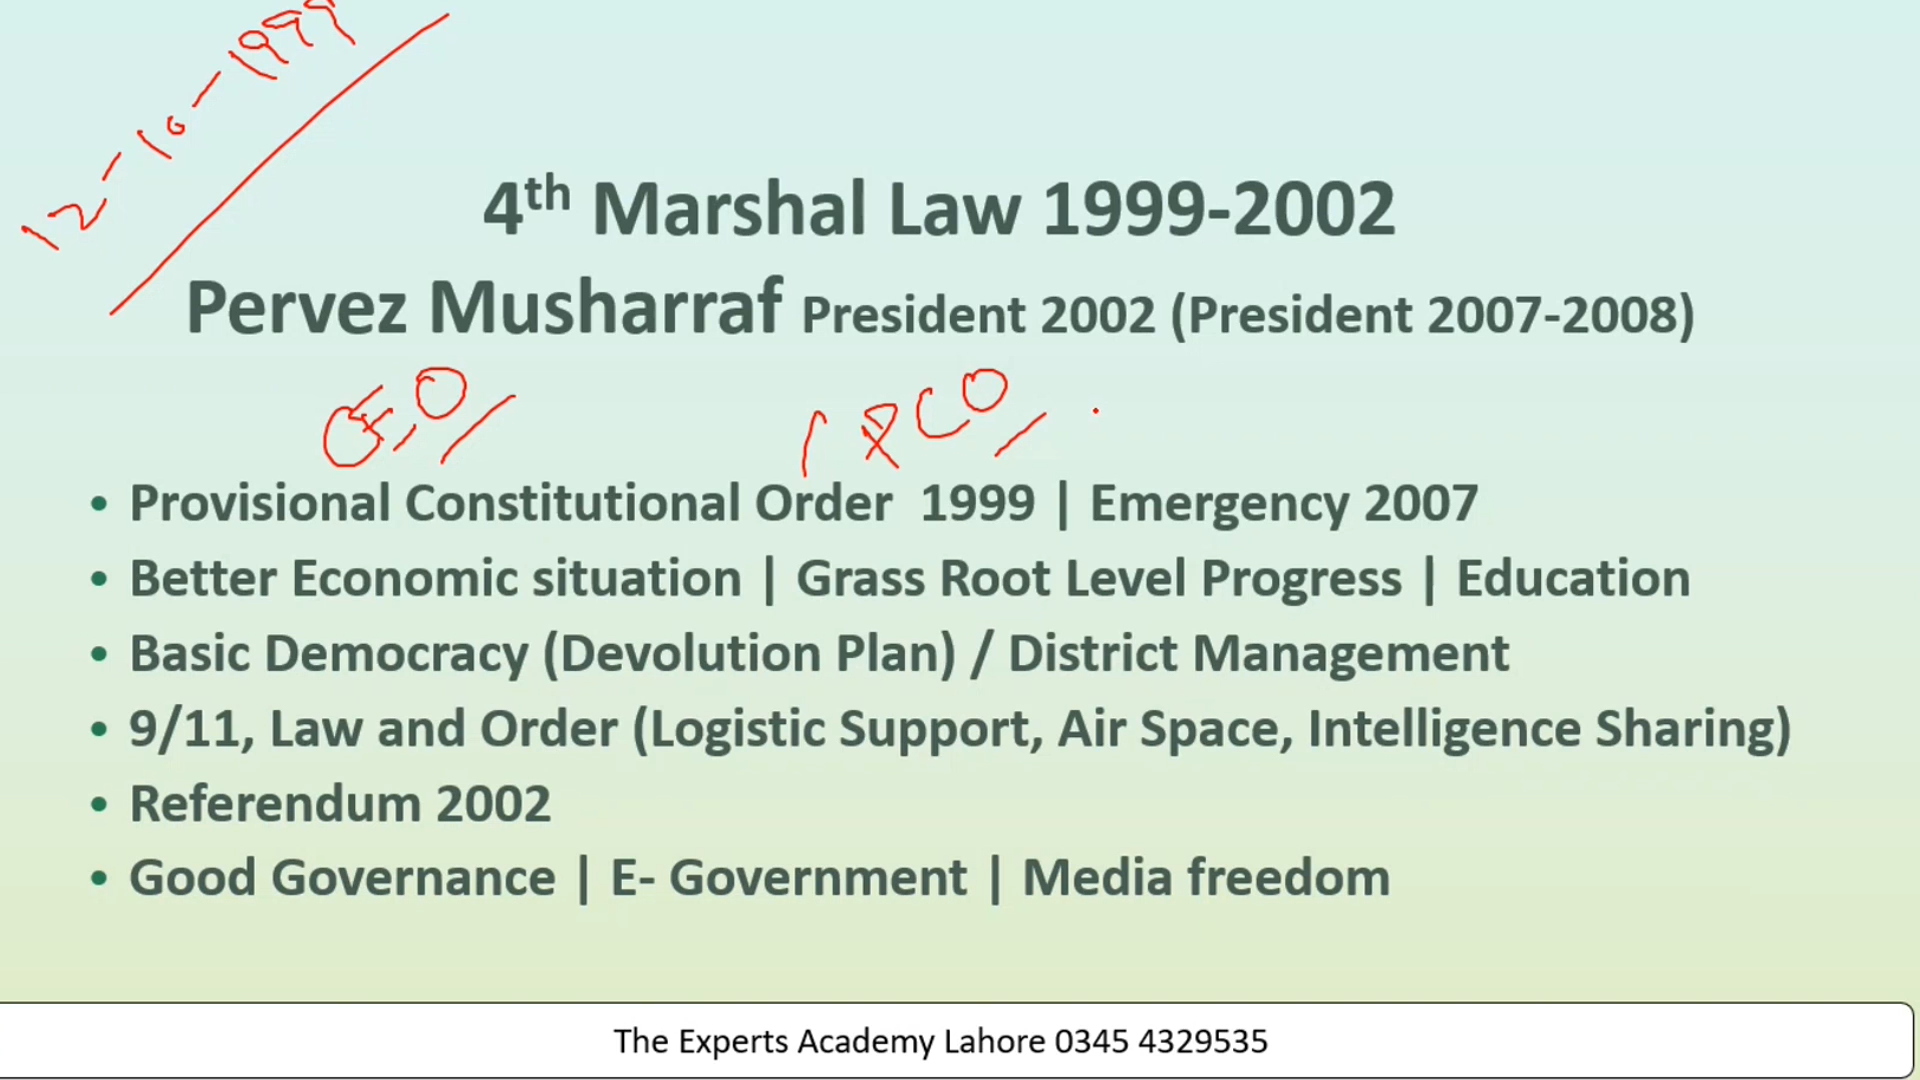 12-10-1999
4th Marshal Law 1999-2002
Pervez Musharraf President 2002 (President 2007-2008)
CEO
PCO
• Provisional Constitutional Order 1999 | Emergency 2007
• Better Economic situation | Grass Root Level Progress | Education
• Basic Democracy (Devolution Plan) / District Management
• 9/11, Law and Order (Logistic Support, Air Space, Intelligence Sharing)
• Referendum 2002
• Good Governance | E- Government | Media freedom
The Experts Academy Lahore 0345 4329535